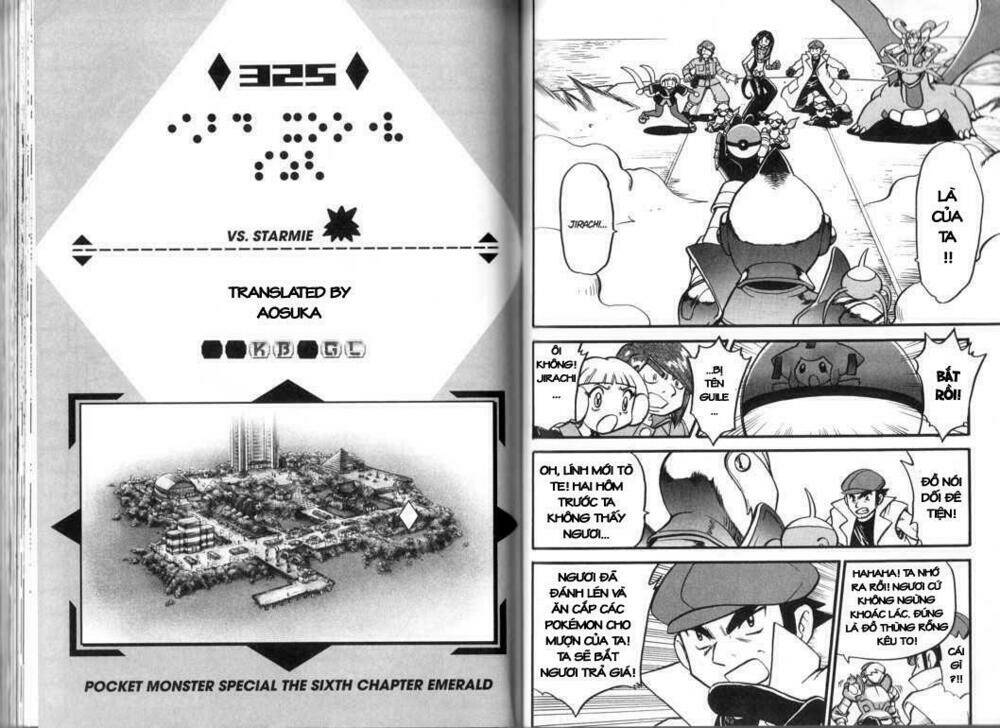 325
VS. STARMIE
TRANSLATED BY
AOSUKA
K B G L
POCKET MONSTER SPECIAL THE SIXTH CHAPTER EMERALD
JIRACHI...
LÀ
CỦA
TA
!!
BẮT
RỒI!
...BỊ
TÊN
GUILE
...
ÔI
KHÔNG!
JIRACHI
...
ĐỒ NÓI
DỐI ĐÊ
TIỆN!
OH, LÍNH MỚI TÒ
TE! HAI HÔM
TRƯỚC TA
KHÔNG THẤY
NGƯƠI...
HAHAHA! TA NHỚ
RA RỒI! NGƯƠI CỨ
KHÔNG NGỪNG
KHOÁC LÁC. ĐÚNG
LÀ ĐỒ THÙNG RỖNG
KÊU TO!
CÁI
GÌ
?!!
NGƯƠI ĐÃ
ĐÁNH LÉN VÀ
ĂN CẮP CÁC
POKÉMON CHO
MƯỢN CỦA TA!
TA SẼ BẮT
NGƯƠI TRẢ GIÁ!